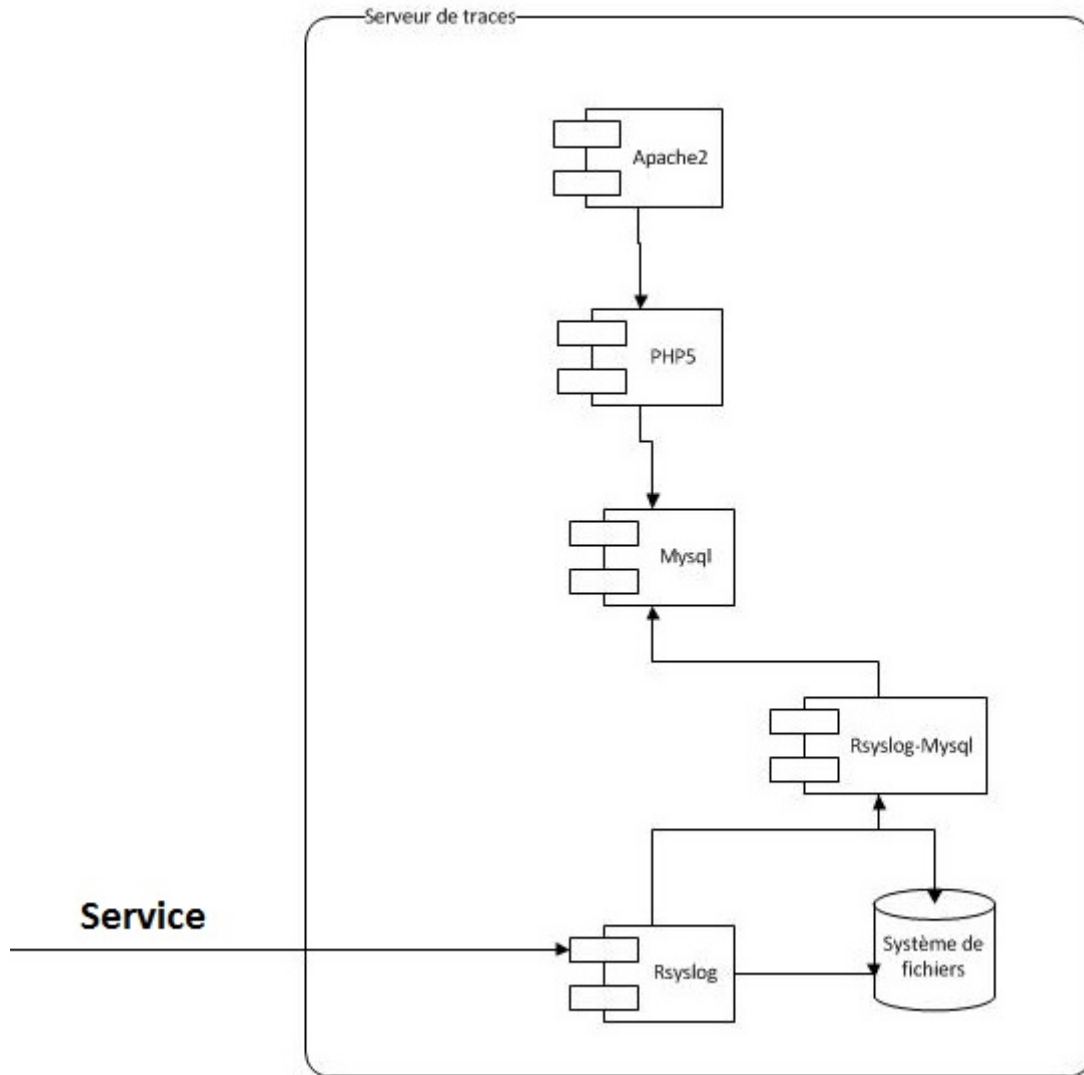 Serveur de traces
Apache2
PHP5
Mysql
Rsyslog-Mysql
Service
Rsyslog
Système de
fichiers